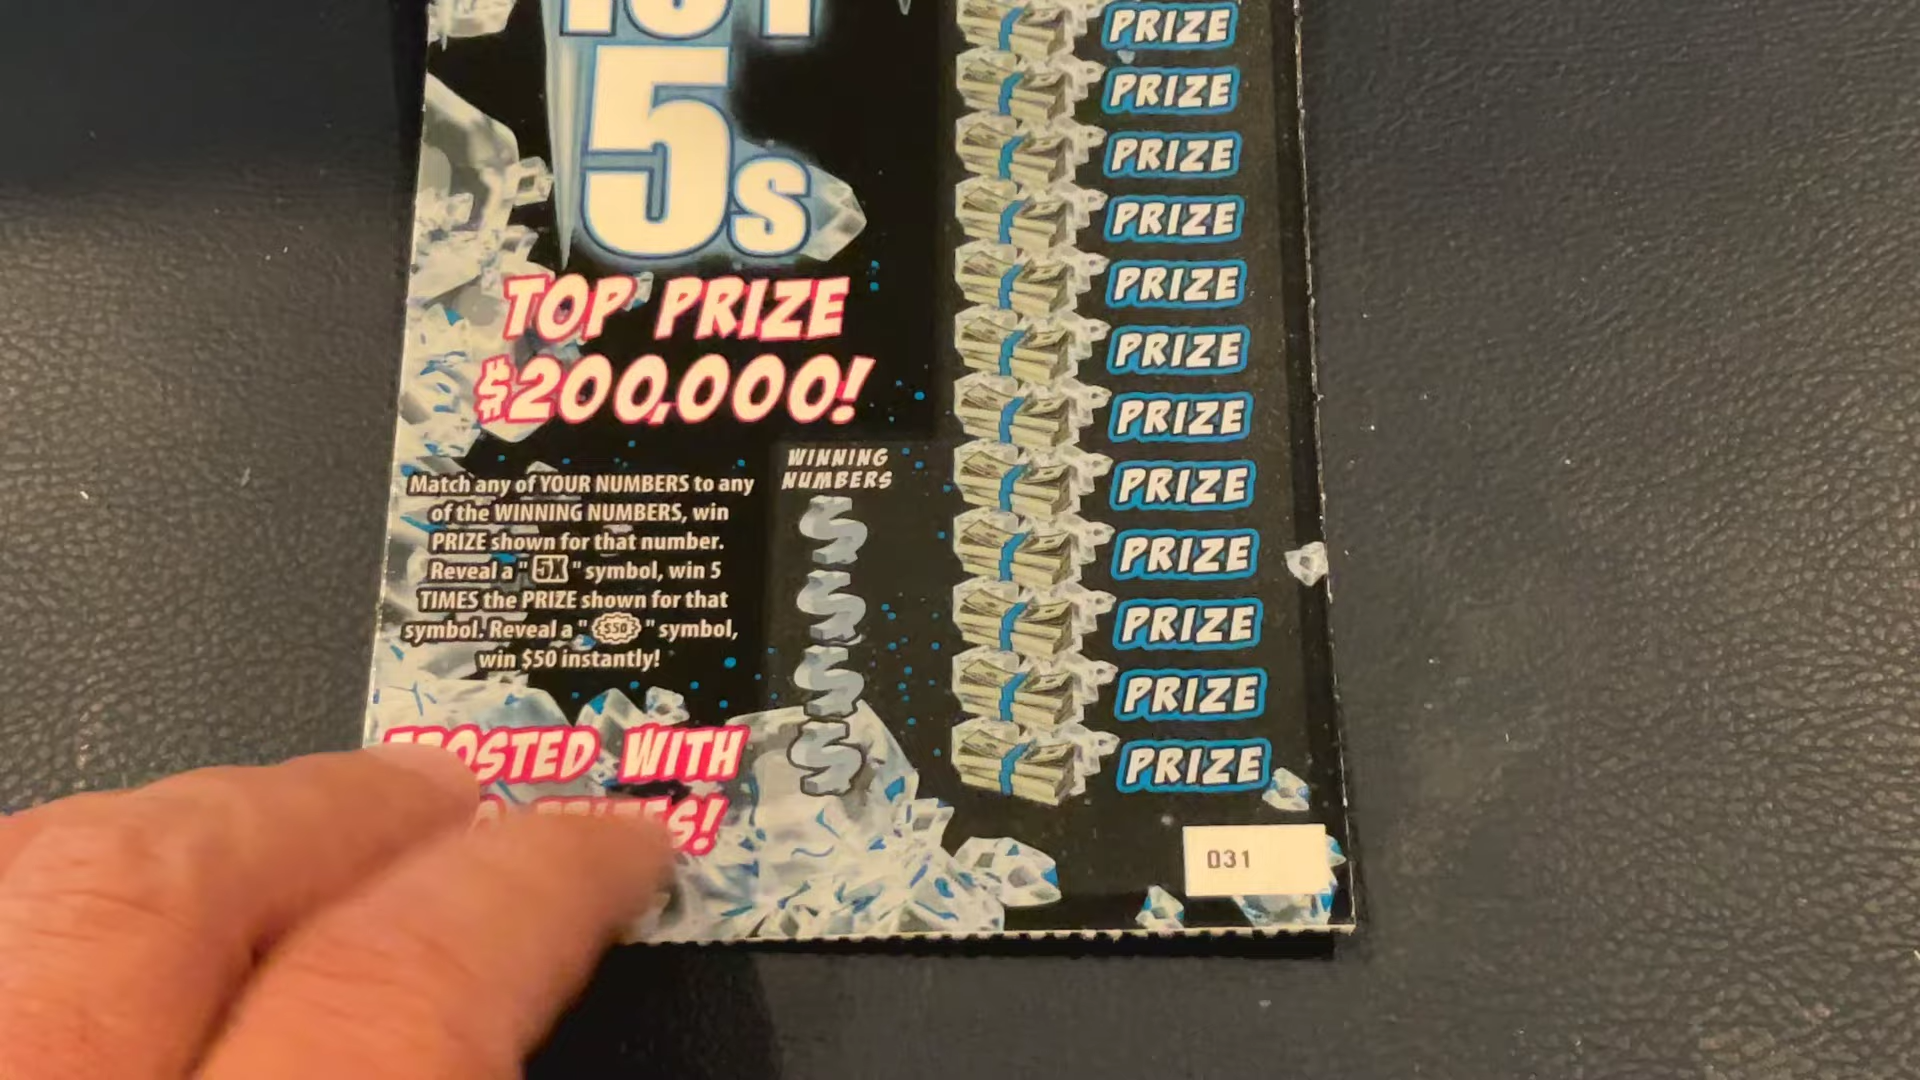 5s
TOP PRIZE
$200,000!
Match any of YOUR NUMBERS to any
of the WINNING NUMBERS, win
PRIZE shown for that number.
Reveal a "5X" symbol, win 5
TIMES the PRIZE shown for that
symbol. Reveal a "$50" symbol,
win $50 instantly!
WITH
WINNING
NUMBERS
PRIZE
PRIZE
PRIZE
PRIZE
PRIZE
PRIZE
PRIZE
PRIZE
PRIZE
PRIZE
PRIZE
PRIZE
031